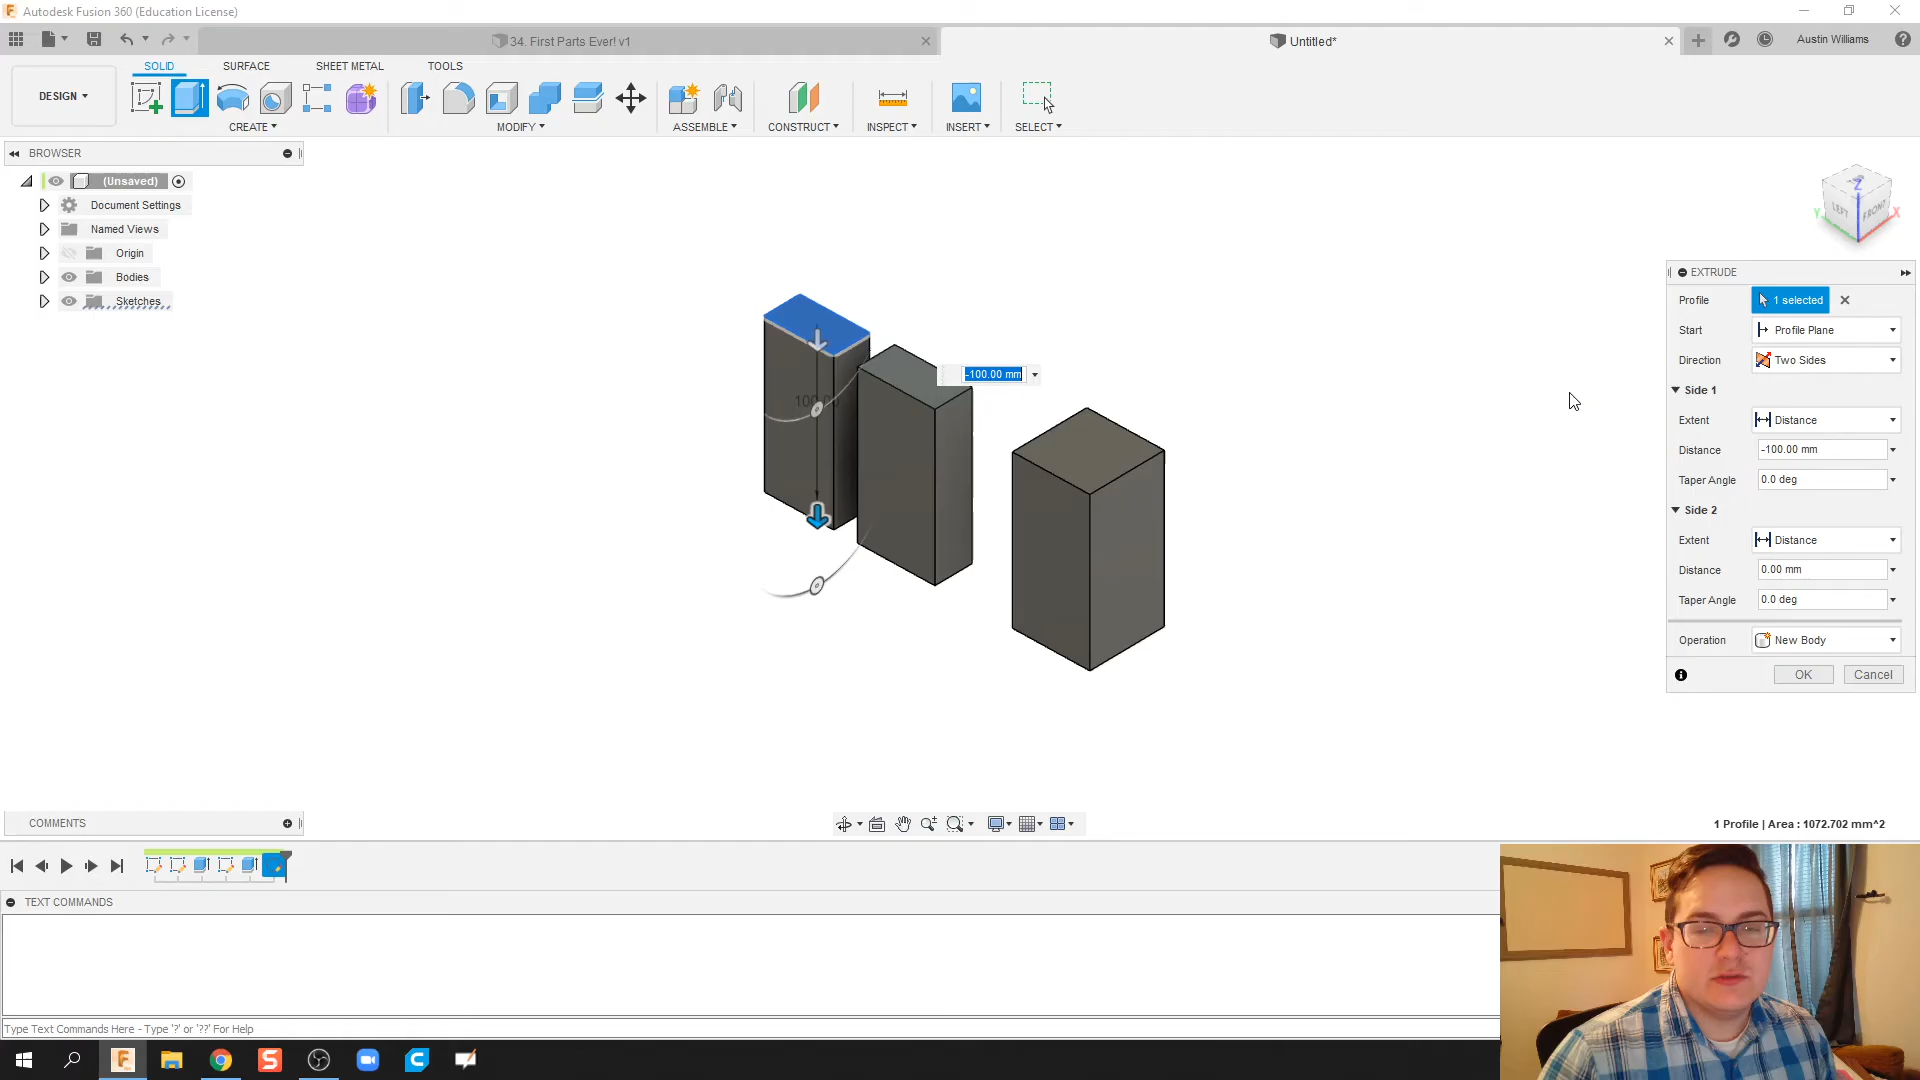 Autodesk Fusion 360 (Education License)
34. First Parts Ever! v1
Untitled*
Austin Williams
DESIGN
SOLID
SURFACE
SHEET METAL
TOOLS
CREATE
MODIFY
ASSEMBLE
CONSTRUCT
INSPECT
INSERT
SELECT
BROWSER
(Unsaved)
Document Settings
Named Views
Origin
Bodies
Sketches
Z
LEFT
FRONT
Y
X
100.00
-100.00 mm
EXTRUDE
Profile
1 selected
Start
Profile Plane
Direction
Two Sides
Side 1
Extent
Distance
Distance
-100.00 mm
Taper Angle
0.0 deg
Side 2
Extent
Distance
Distance
0.00 mm
Taper Angle
0.0 deg
Operation
New Body
OK
Cancel
COMMENTS
1 Profile | Area : 1072.702 mm^2
TEXT COMMANDS
Type Text Commands Here - Type '?' or '??' For Help